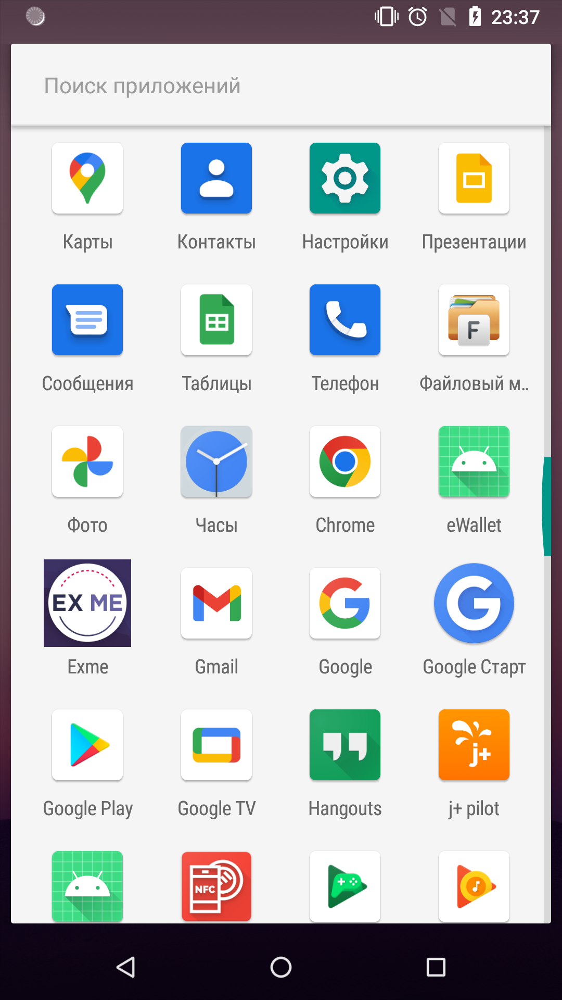 23:37
Поиск приложений
Карты
Контакты
Настройки
Презентации
Сообщения
Таблицы
Телефон
F
Файловый м..
Фото
Часы
Chrome
eWallet
EX ME
Exme
Gmail
Google
Google Старт
j+
Google Play
Google TV
Hangouts
j+ pilot
NFC